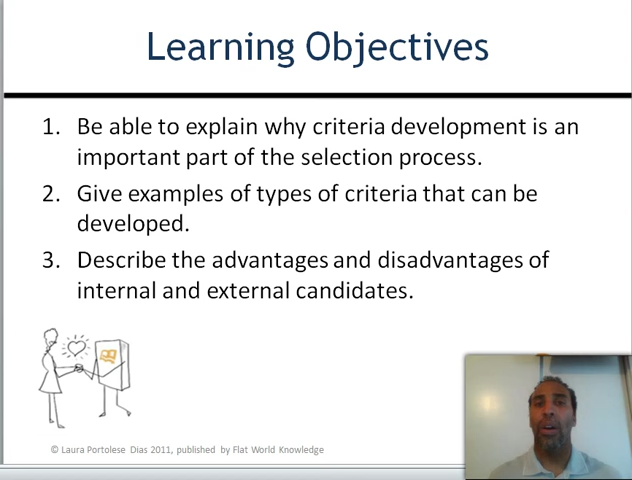 Learning Objectives
1. Be able to explain why criteria development is an
important part of the selection process.
2. Give examples of types of criteria that can be
developed.
3. Describe the advantages and disadvantages of
internal and external candidates.
© Laura Portolese Dias 2011, published by Flat World Knowledge